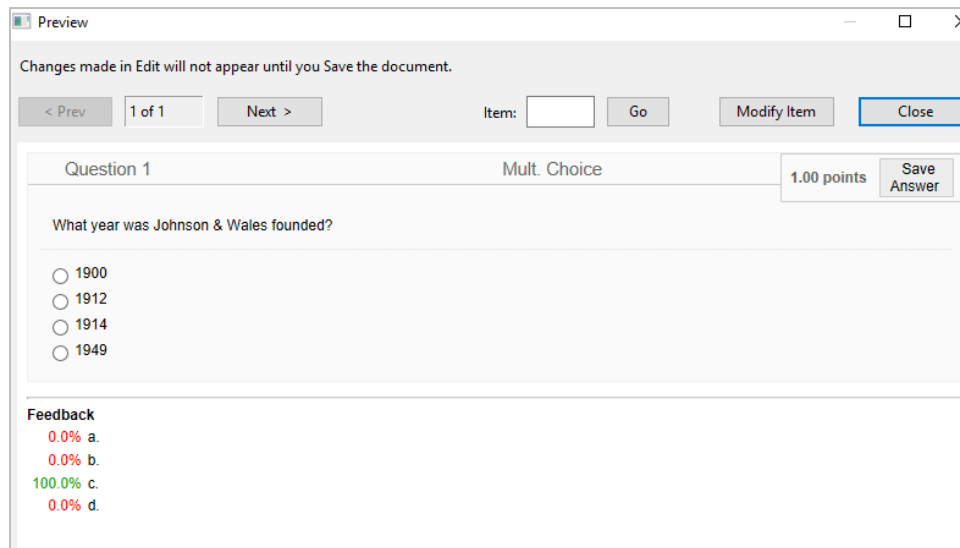 Preview
Changes made in Edit will not appear until you Save the document.
< Prev 1 of 1 Next > Item: Go Modify Item Close
Question 1 Mult. Choice 1.00 points Save Answer
What year was Johnson & Wales founded?
1900
1912
1914
1949
Feedback
0.0% a.
0.0% b.
100.0% c.
0.0% d.